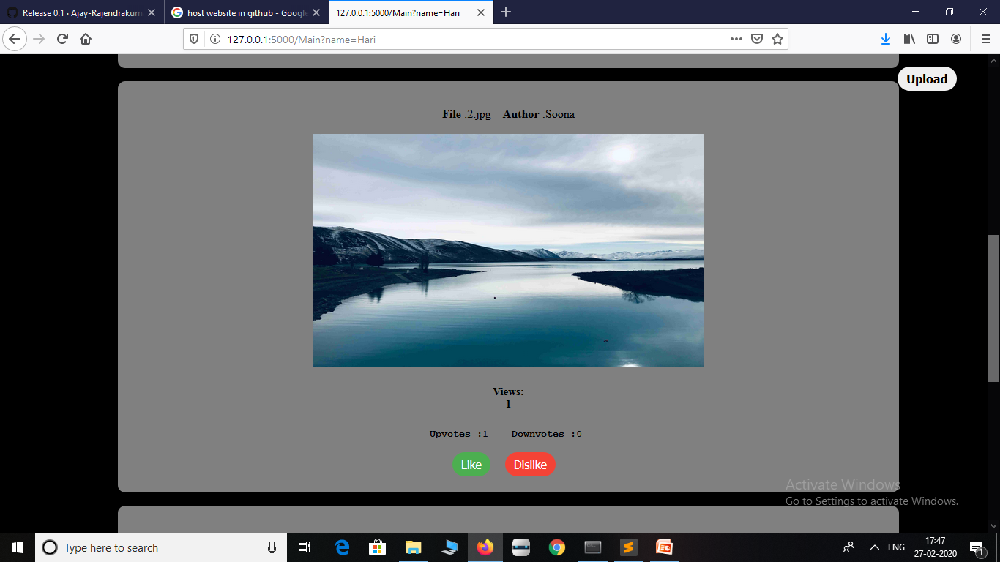 Release 0.1 · Ajay-Rajendrakum
host website in github - Google
127.0.0.1:5000/Main?name=Hari
127.0.0.1:5000/Main?name=Hari
Upload
File :2.jpg Author :Soona
Views:
1
Upvotes :1 Downvotes :0
Like Dislike
Activate Windows
Go to Settings to activate Windows.
Type here to search
ENG
17:47
27-02-2020
1